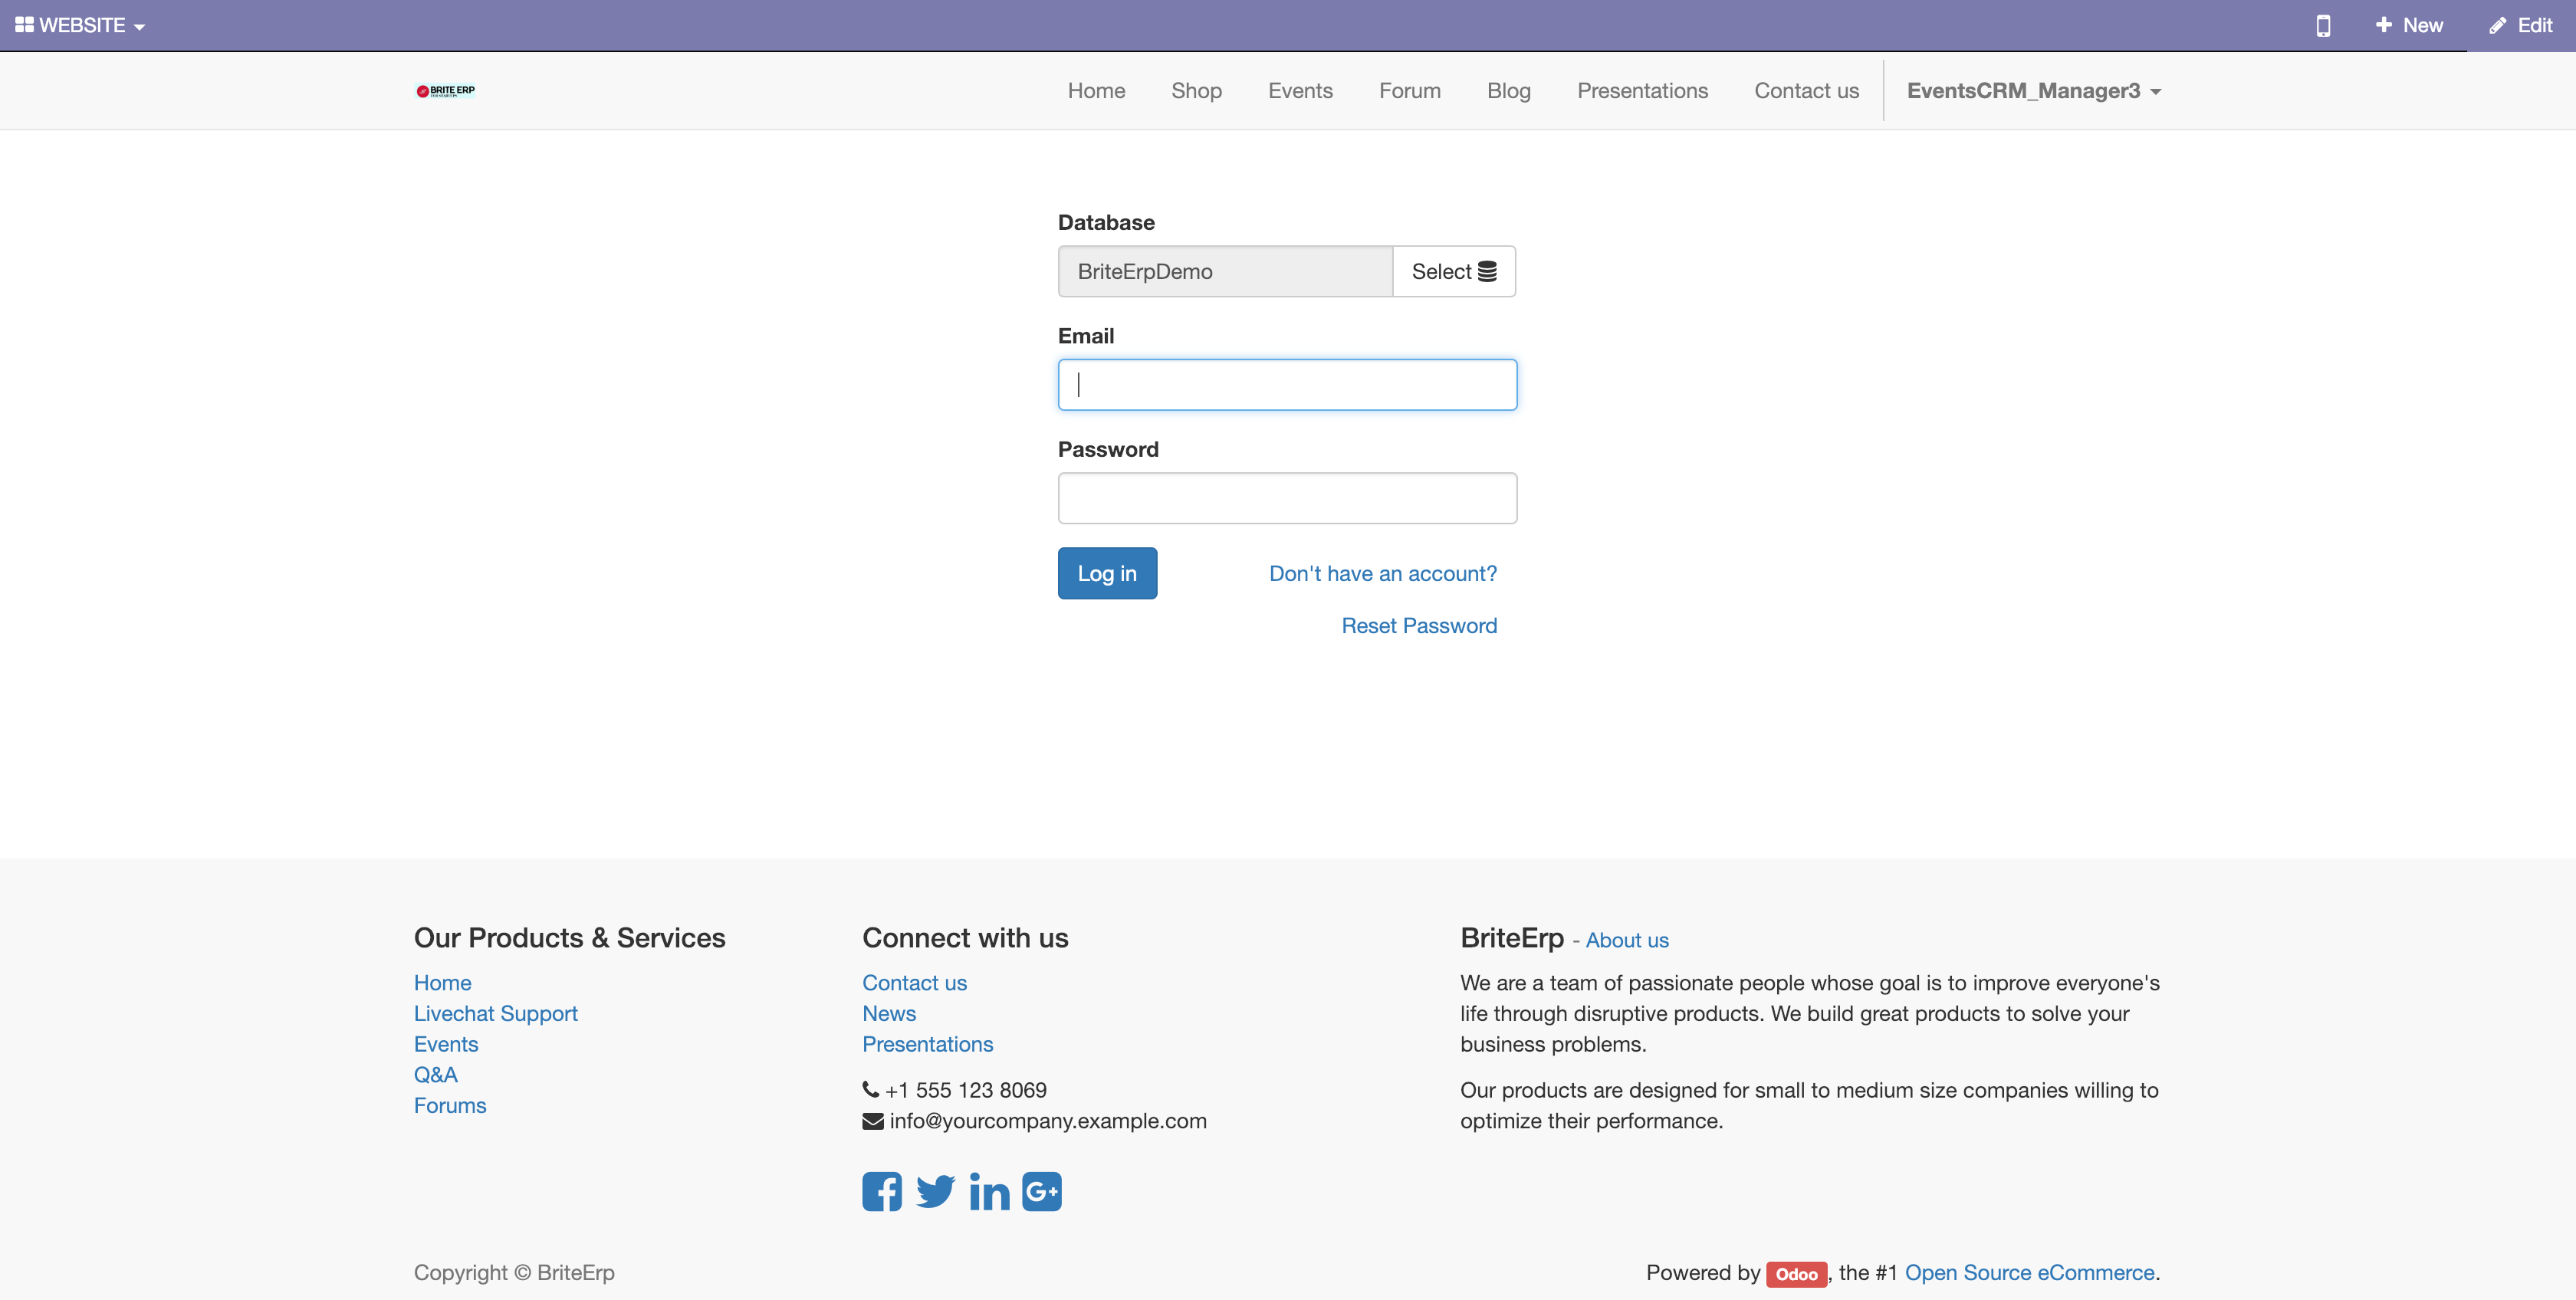 WEBSITE
New
Edit
BRITE ERP
Home
Shop
Events
Forum
Blog
Presentations
Contact us
EventsCRM_Manager3
Database
BriteErpDemo
Select
Email
Password
Log in
Don't have an account?
Reset Password
Our Products & Services
Home
Livechat Support
Events
Q&A
Forums
Connect with us
Contact us
News
Presentations
+1 555 123 8069
info@yourcompany.example.com
BriteErp - About us
We are a team of passionate people whose goal is to improve everyone's
life through disruptive products. We build great products to solve your
business problems.
Our products are designed for small to medium size companies willing to
optimize their performance.
Copyright © BriteErp
Powered by Odoo, the #1 Open Source eCommerce.